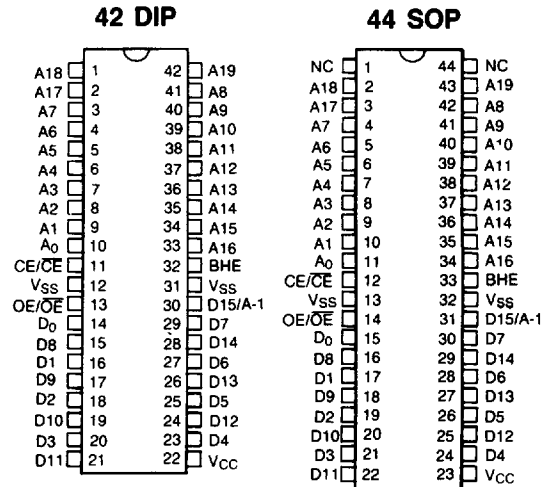 42 DIP
A18 1 42 A19
A17 2 41 A8
A7 3 40 A9
A6 4 39 A10
A5 5 38 A11
A4 6 37 A12
A3 7 36 A13
A2 8 35 A14
A1 9 34 A15
A0 10 33 A16
CE/C̅E̅ 11 32 BHE
VSS 12 31 VSS
OE/O̅E̅ 13 30 D15/A-1
D0 14 29 D7
D8 15 28 D14
D1 16 27 D6
D9 17 26 D13
D2 18 25 D5
D10 19 24 D12
D3 20 23 D4
D11 21 22 VCC
44 SOP
NC 1 44 NC
A18 2 43 A19
A17 3 42 A8
A7 4 41 A9
A6 5 40 A10
A5 6 39 A11
A4 7 38 A12
A3 8 37 A13
A2 9 36 A14
A1 10 35 A15
A0 11 34 A16
CE/C̅E̅ 12 33 BHE
VSS 13 32 VSS
OE/O̅E̅ 14 31 D15/A-1
D0 15 30 D7
D8 16 29 D14
D1 17 28 D6
D9 18 27 D13
D2 19 26 D5
D10 20 25 D12
D3 21 24 D4
D11 22 23 VCC